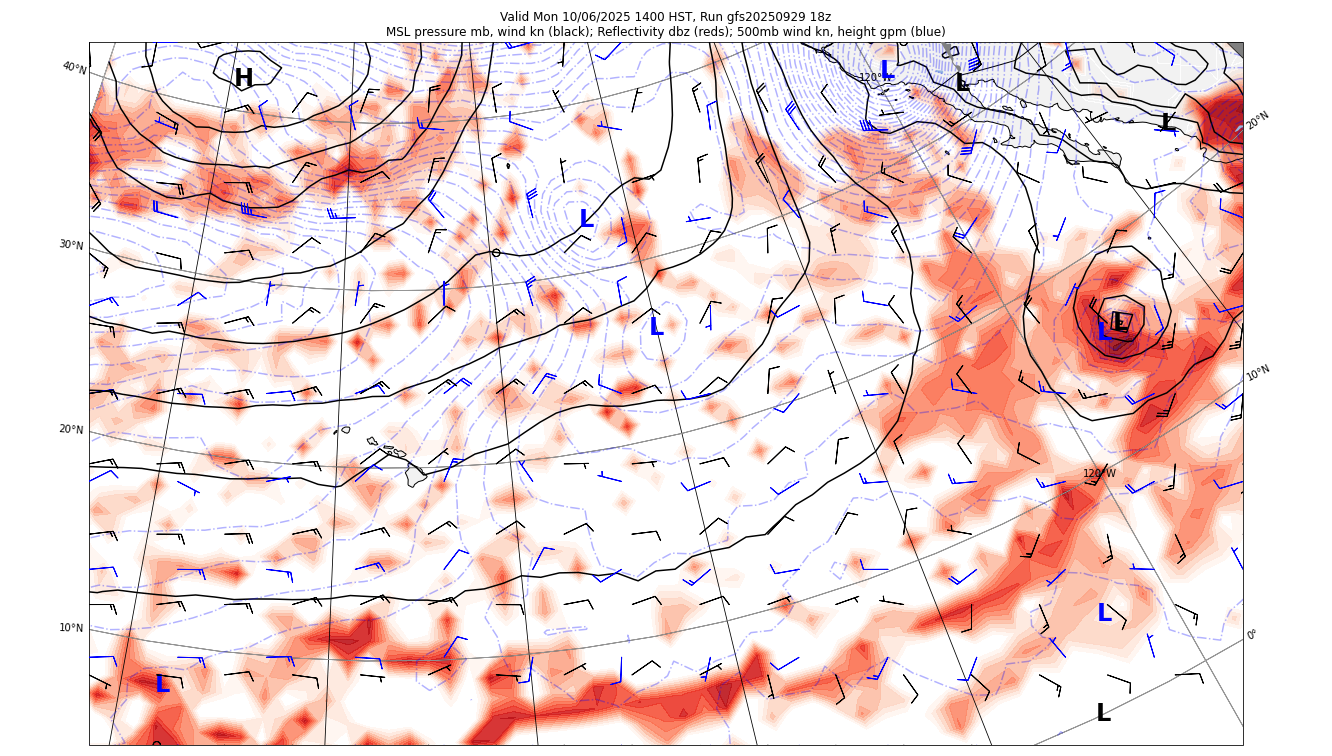 Valid Mon 10/06/2025 1400 HST, Run gfs20250929 18z
MSL pressure mb, wind kn (black); Reflectivity dbz (reds); 500mb wind kn, height gpm (blue)
40°N
H
L
120°W
L
L
20°N
L
30°N
L
L
L
10°N
20°N
120°W
10°N
L
0°
L
L